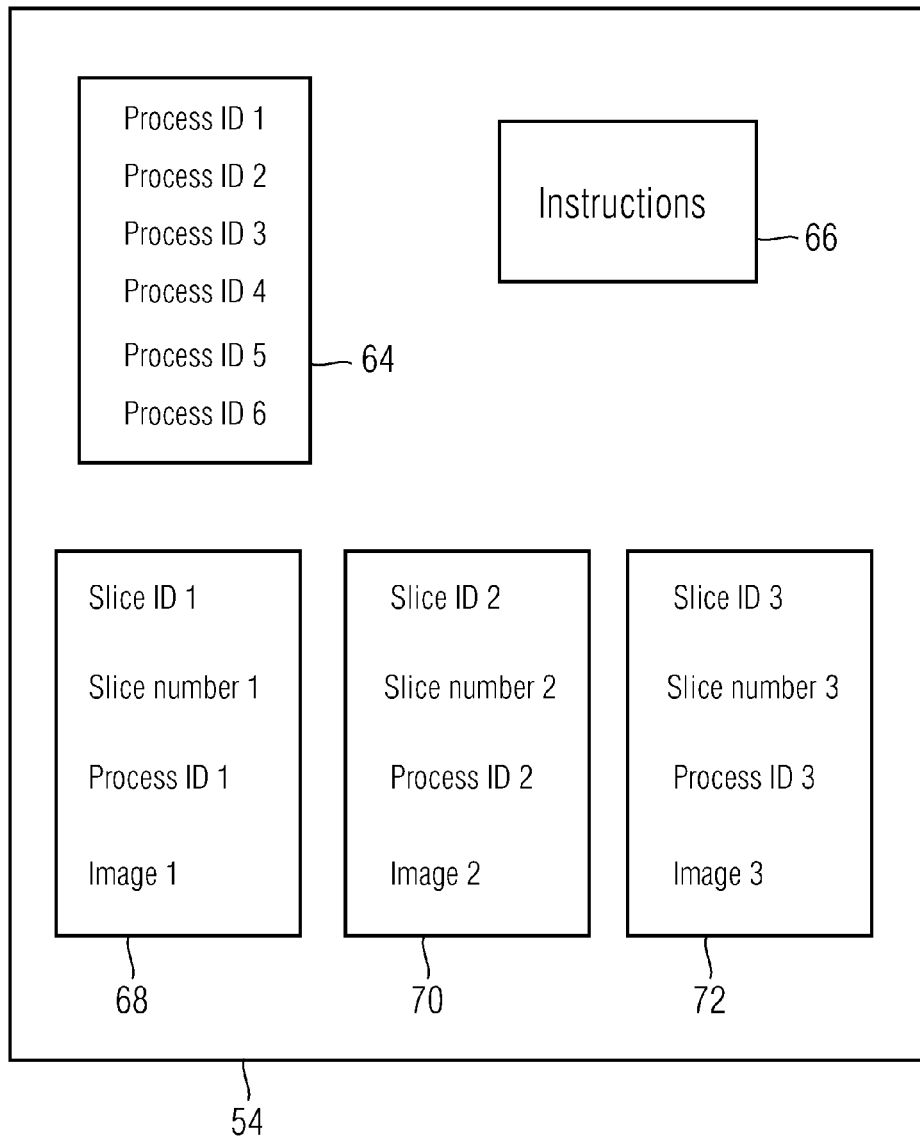 Process ID 1
Process ID 2
Process ID 3
Process ID 4
Process ID 5
Process ID 6
64
Instructions
66
Slice ID 1
Slice number 1
Process ID 1
Image 1
68
Slice ID 2
Slice number 2
Process ID 2
Image 2
70
Slice ID 3
Slice number 3
Process ID 3
Image 3
72
54